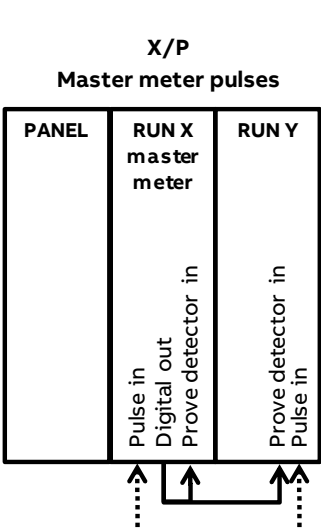 X/P
Master meter pulses
PANEL
RUN X
master
meter
RUN Y
Pulse in
Digital out
Prove detector in
Prove detector in
Pulse in